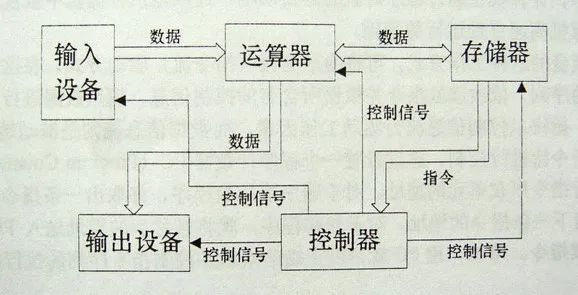 输入
设备
数据
运算器
数据
存储器
控制信号
数据
指令
控制信号
输出设备
控制信号
控制器
控制信号